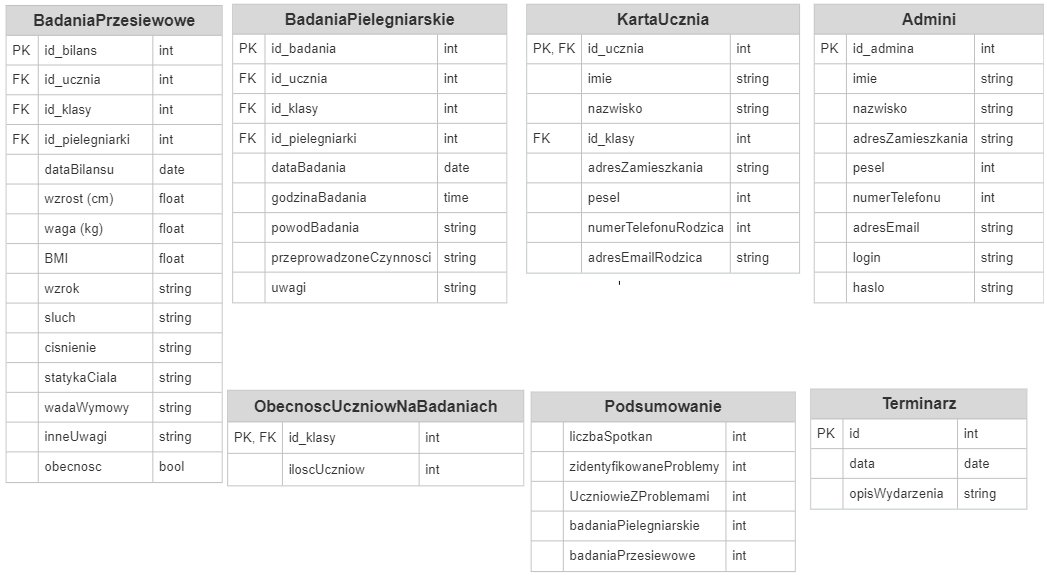 BadaniaPrzesiewowe
PK id_bilans int
FK id_ucznia int
FK id_klasy int
FK id_pielegniarki int
dataBilansu date
wzrost (cm) float
waga (kg) float
BMI float
wzrok string
sluch string
cisnienie string
statykaCiala string
wadaWymowy string
inneUwagi string
obecnosc bool
BadaniaPielegniarskie
PK id_badania int
FK id_ucznia int
FK id_klasy int
FK id_pielegniarki int
dataBadania date
godzinaBadania time
powodBadania string
przeprowadzoneCzynnosci string
uwagi string
KartaUcznia
PK, FK id_ucznia int
imie string
nazwisko string
FK id_klasy int
adresZamieszkania string
pesel int
numerTelefonuRodzica int
adresEmailRodzica string
Admini
PK id_admina int
imie string
nazwisko string
adresZamieszkania string
pesel int
numerTelefonu int
adresEmail string
login string
haslo string
ObecnoscUczniowNaBadaniach
PK, FK id_klasy int
iloscUczniow int
Podsumowanie
liczbaSpotkan int
zidentyfikowaneProblemy int
UczniowieZProblemami int
badaniaPielegniarskie int
badaniaPrzesiewowe int
Terminarz
PK id int
data date
opisWydarzenia string